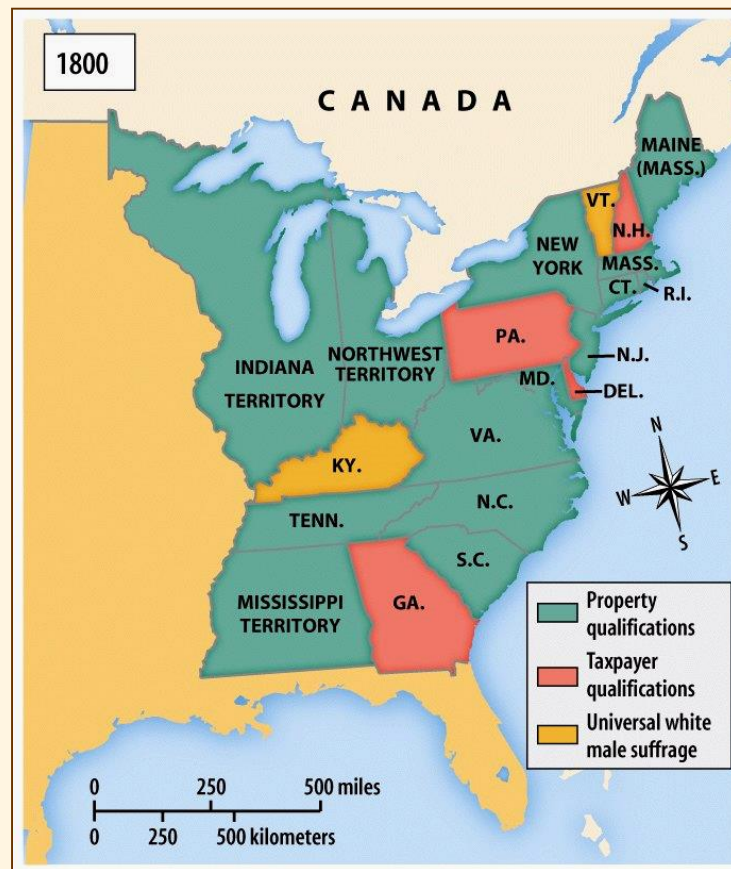 1800
CANADA
MAINE
(MASS.)
VT.
N.H.
NEW
YORK
MASS.
CT.
R.I.
PA.
N.J.
NORTHWEST
TERRITORY
INDIANA
TERRITORY
MD.
DEL.
VA.
KY.
N
W
E
S
N.C.
TENN.
S.C.
MISSISSIPPI
TERRITORY
GA.
Property
qualifications
Taxpayer
qualifications
Universal white
male suffrage
0 250 500 miles
0 250 500 kilometers